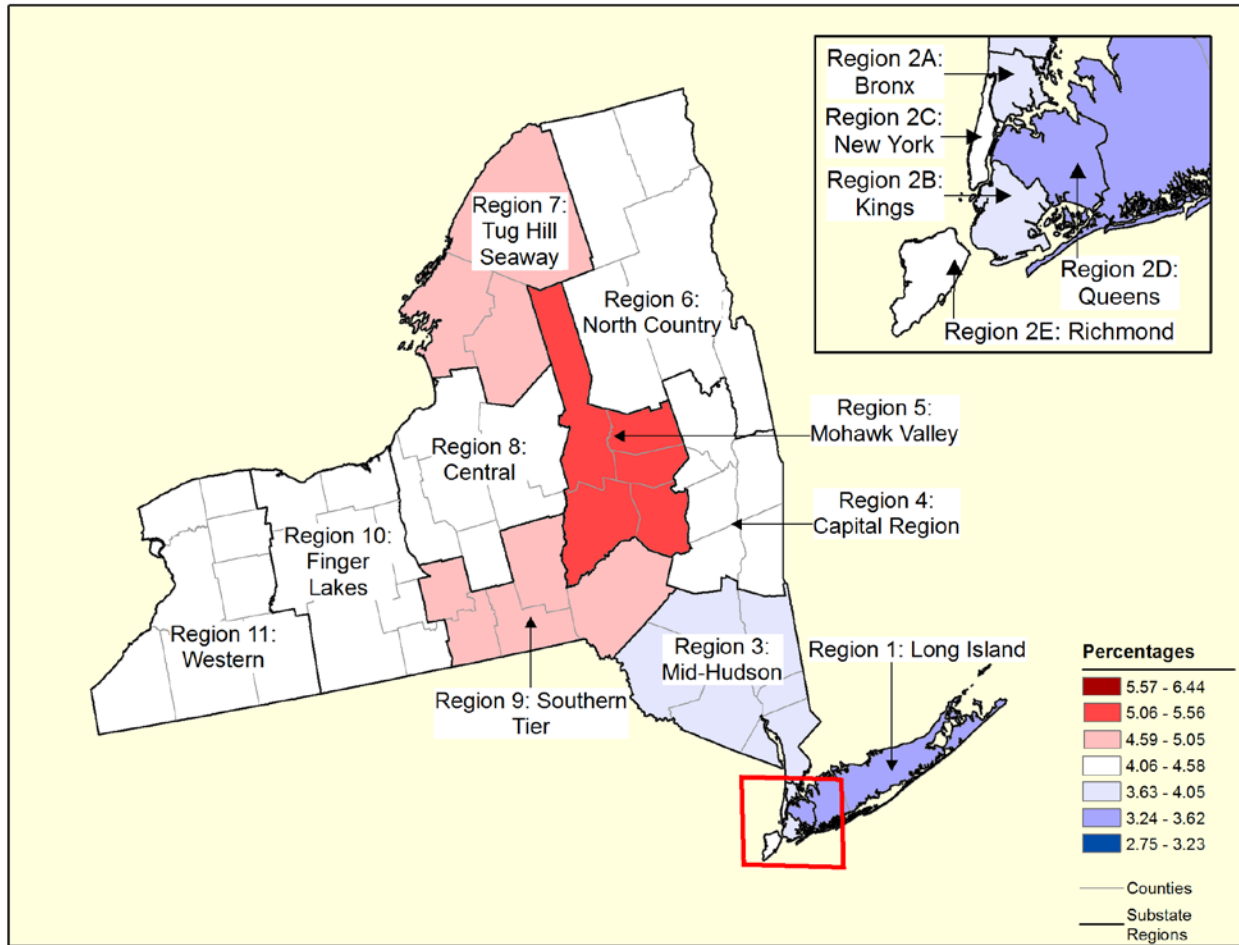 Region 2A:
Bronx
Region 2C:
New York
Region 2B:
Kings
Region 2D:
Queens
Region 2E: Richmond
Region 7:
Tug Hill
Seaway
Region 6:
North Country
Region 5:
Mohawk Valley
Region 8:
Central
Region 4:
Capital Region
Region 10:
Finger
Lakes
Region 11:
Western
Region 9: Southern
Tier
Region 3:
Mid-Hudson
Region 1: Long Island
Percentages
5.57 - 6.44
5.06 - 5.56
4.59 - 5.05
4.06 - 4.58
3.63 - 4.05
3.24 - 3.62
2.75 - 3.23
Counties
Substate
Regions